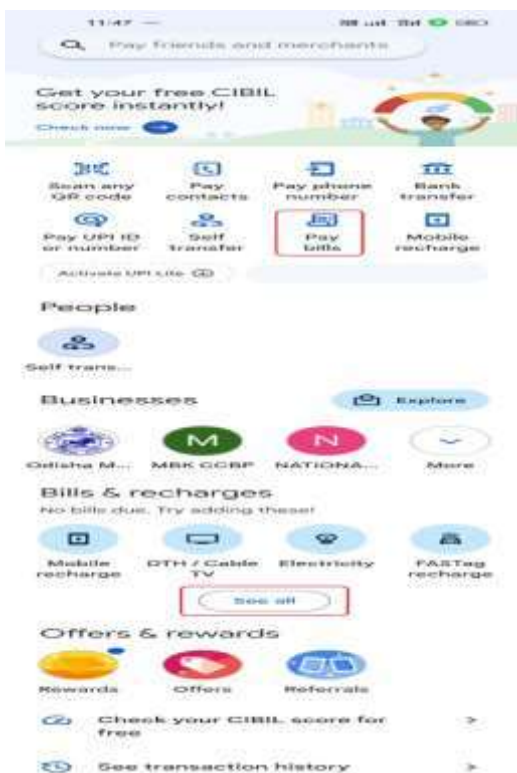 11:47
Pay friends and merchants
Get your free CIBIL
score instantly!
Check now
Scan any
QR code
Pay
contacts
Pay phone
number
Bank
transfer
Pay UPI ID
or number
Self
transfer
Pay
bills
Mobile
recharge
Activate UPI Lite
People
Self trans...
Businesses
Explore
M
N
Odisha M...
MBK GCBP
NATIONA...
More
Bills & recharges
No bills due. Try adding these!
Mobile
recharge
DTH / Cable
TV
Electricity
FASTag
recharge
See all
Offers & rewards
Rewards
Offers
Referrals
Check your CIBIL score for
free
See transaction history